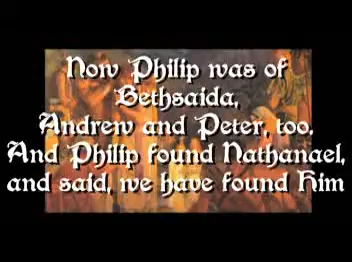 Now Philip was of
Bethsaida,
Andrew and Peter, too.
And Philip found Nathanael,
and said, we have found Him